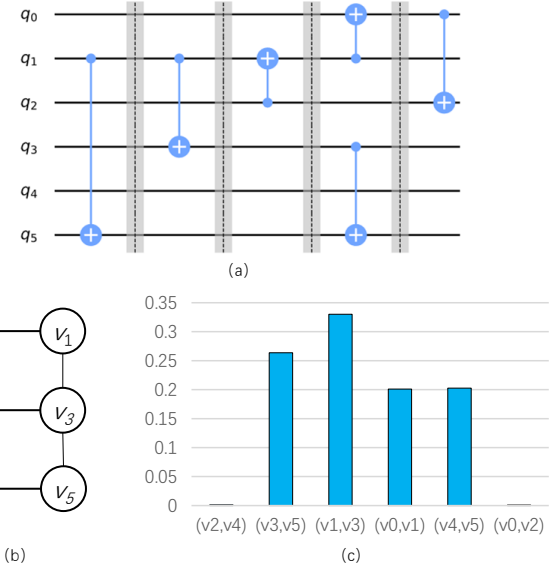 q0
q1
q2
q3
q4
q5
(a)
v1
v3
v5
(b)
0.35
0.3
0.25
0.2
0.15
0.1
0.05
0
(v2,v4) (v3,v5) (v1,v3) (v0,v1) (v4,v5) (v0,v2)
(c)